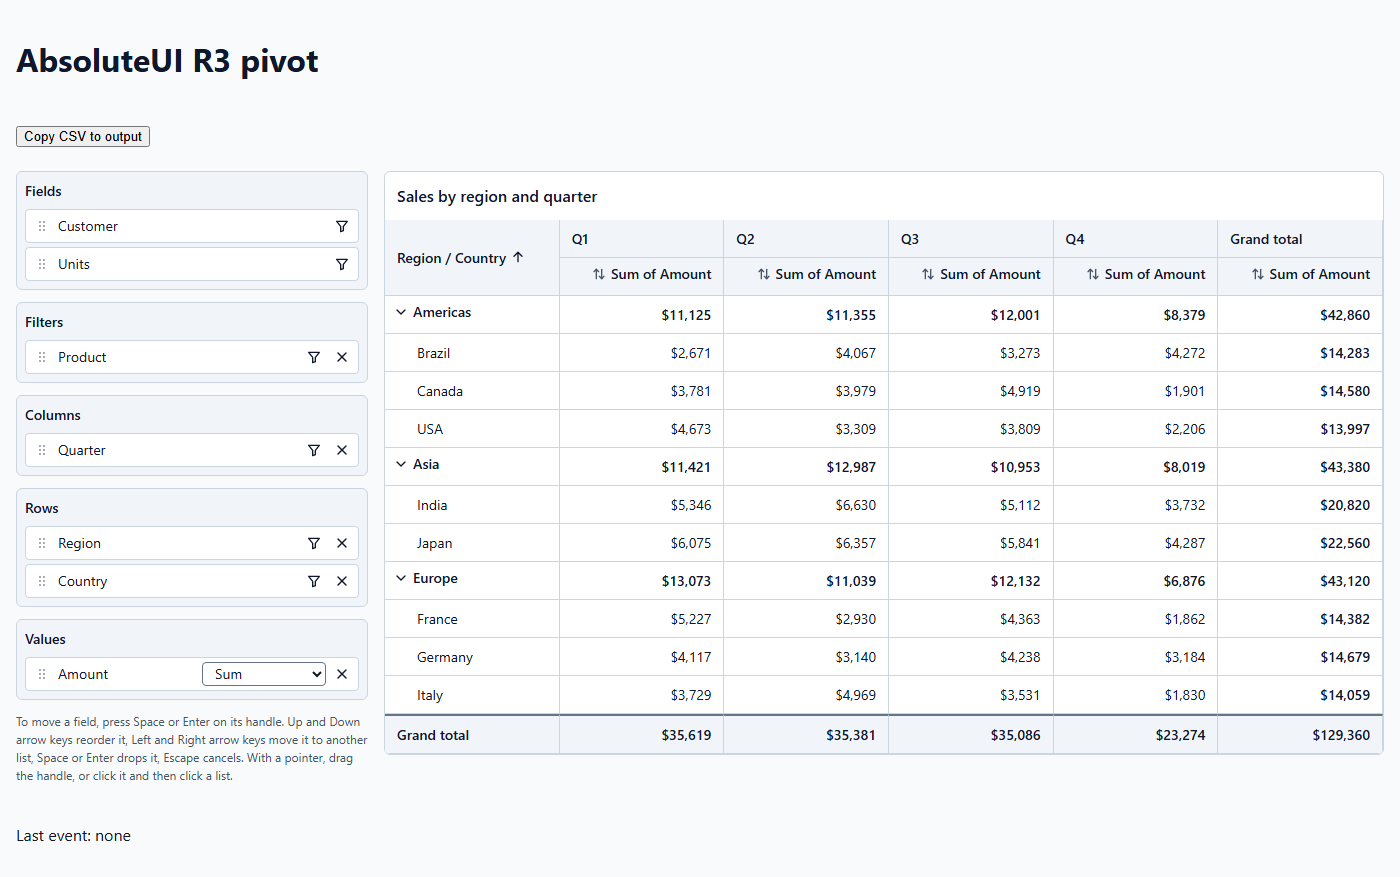 AbsoluteUI R3 pivot
Copy CSV to output
Fields
Customer
Units
Filters
Product
Columns
Quarter
Rows
Region
Country
Values
Amount Sum
To move a field, press Space or Enter on its handle. Up and Down
arrow keys reorder it, Left and Right arrow keys move it to another
list, Space or Enter drops it, Escape cancels. With a pointer, drag
the handle, or click it and then click a list.
Sales by region and quarter
Region / Country Q1 Q2 Q3 Q4 Grand total
Sum of Amount Sum of Amount Sum of Amount Sum of Amount Sum of Amount
Americas $11,125 $11,355 $12,001 $8,379 $42,860
Brazil $2,671 $4,067 $3,273 $4,272 $14,283
Canada $3,781 $3,979 $4,919 $1,901 $14,580
USA $4,673 $3,309 $3,809 $2,206 $13,997
Asia $11,421 $12,987 $10,953 $8,019 $43,380
India $5,346 $6,630 $5,112 $3,732 $20,820
Japan $6,075 $6,357 $5,841 $4,287 $22,560
Europe $13,073 $11,039 $12,132 $6,876 $43,120
France $5,227 $2,930 $4,363 $1,862 $14,382
Germany $4,117 $3,140 $4,238 $3,184 $14,679
Italy $3,729 $4,969 $3,531 $1,830 $14,059
Grand total $35,619 $35,381 $35,086 $23,274 $129,360
Last event: none